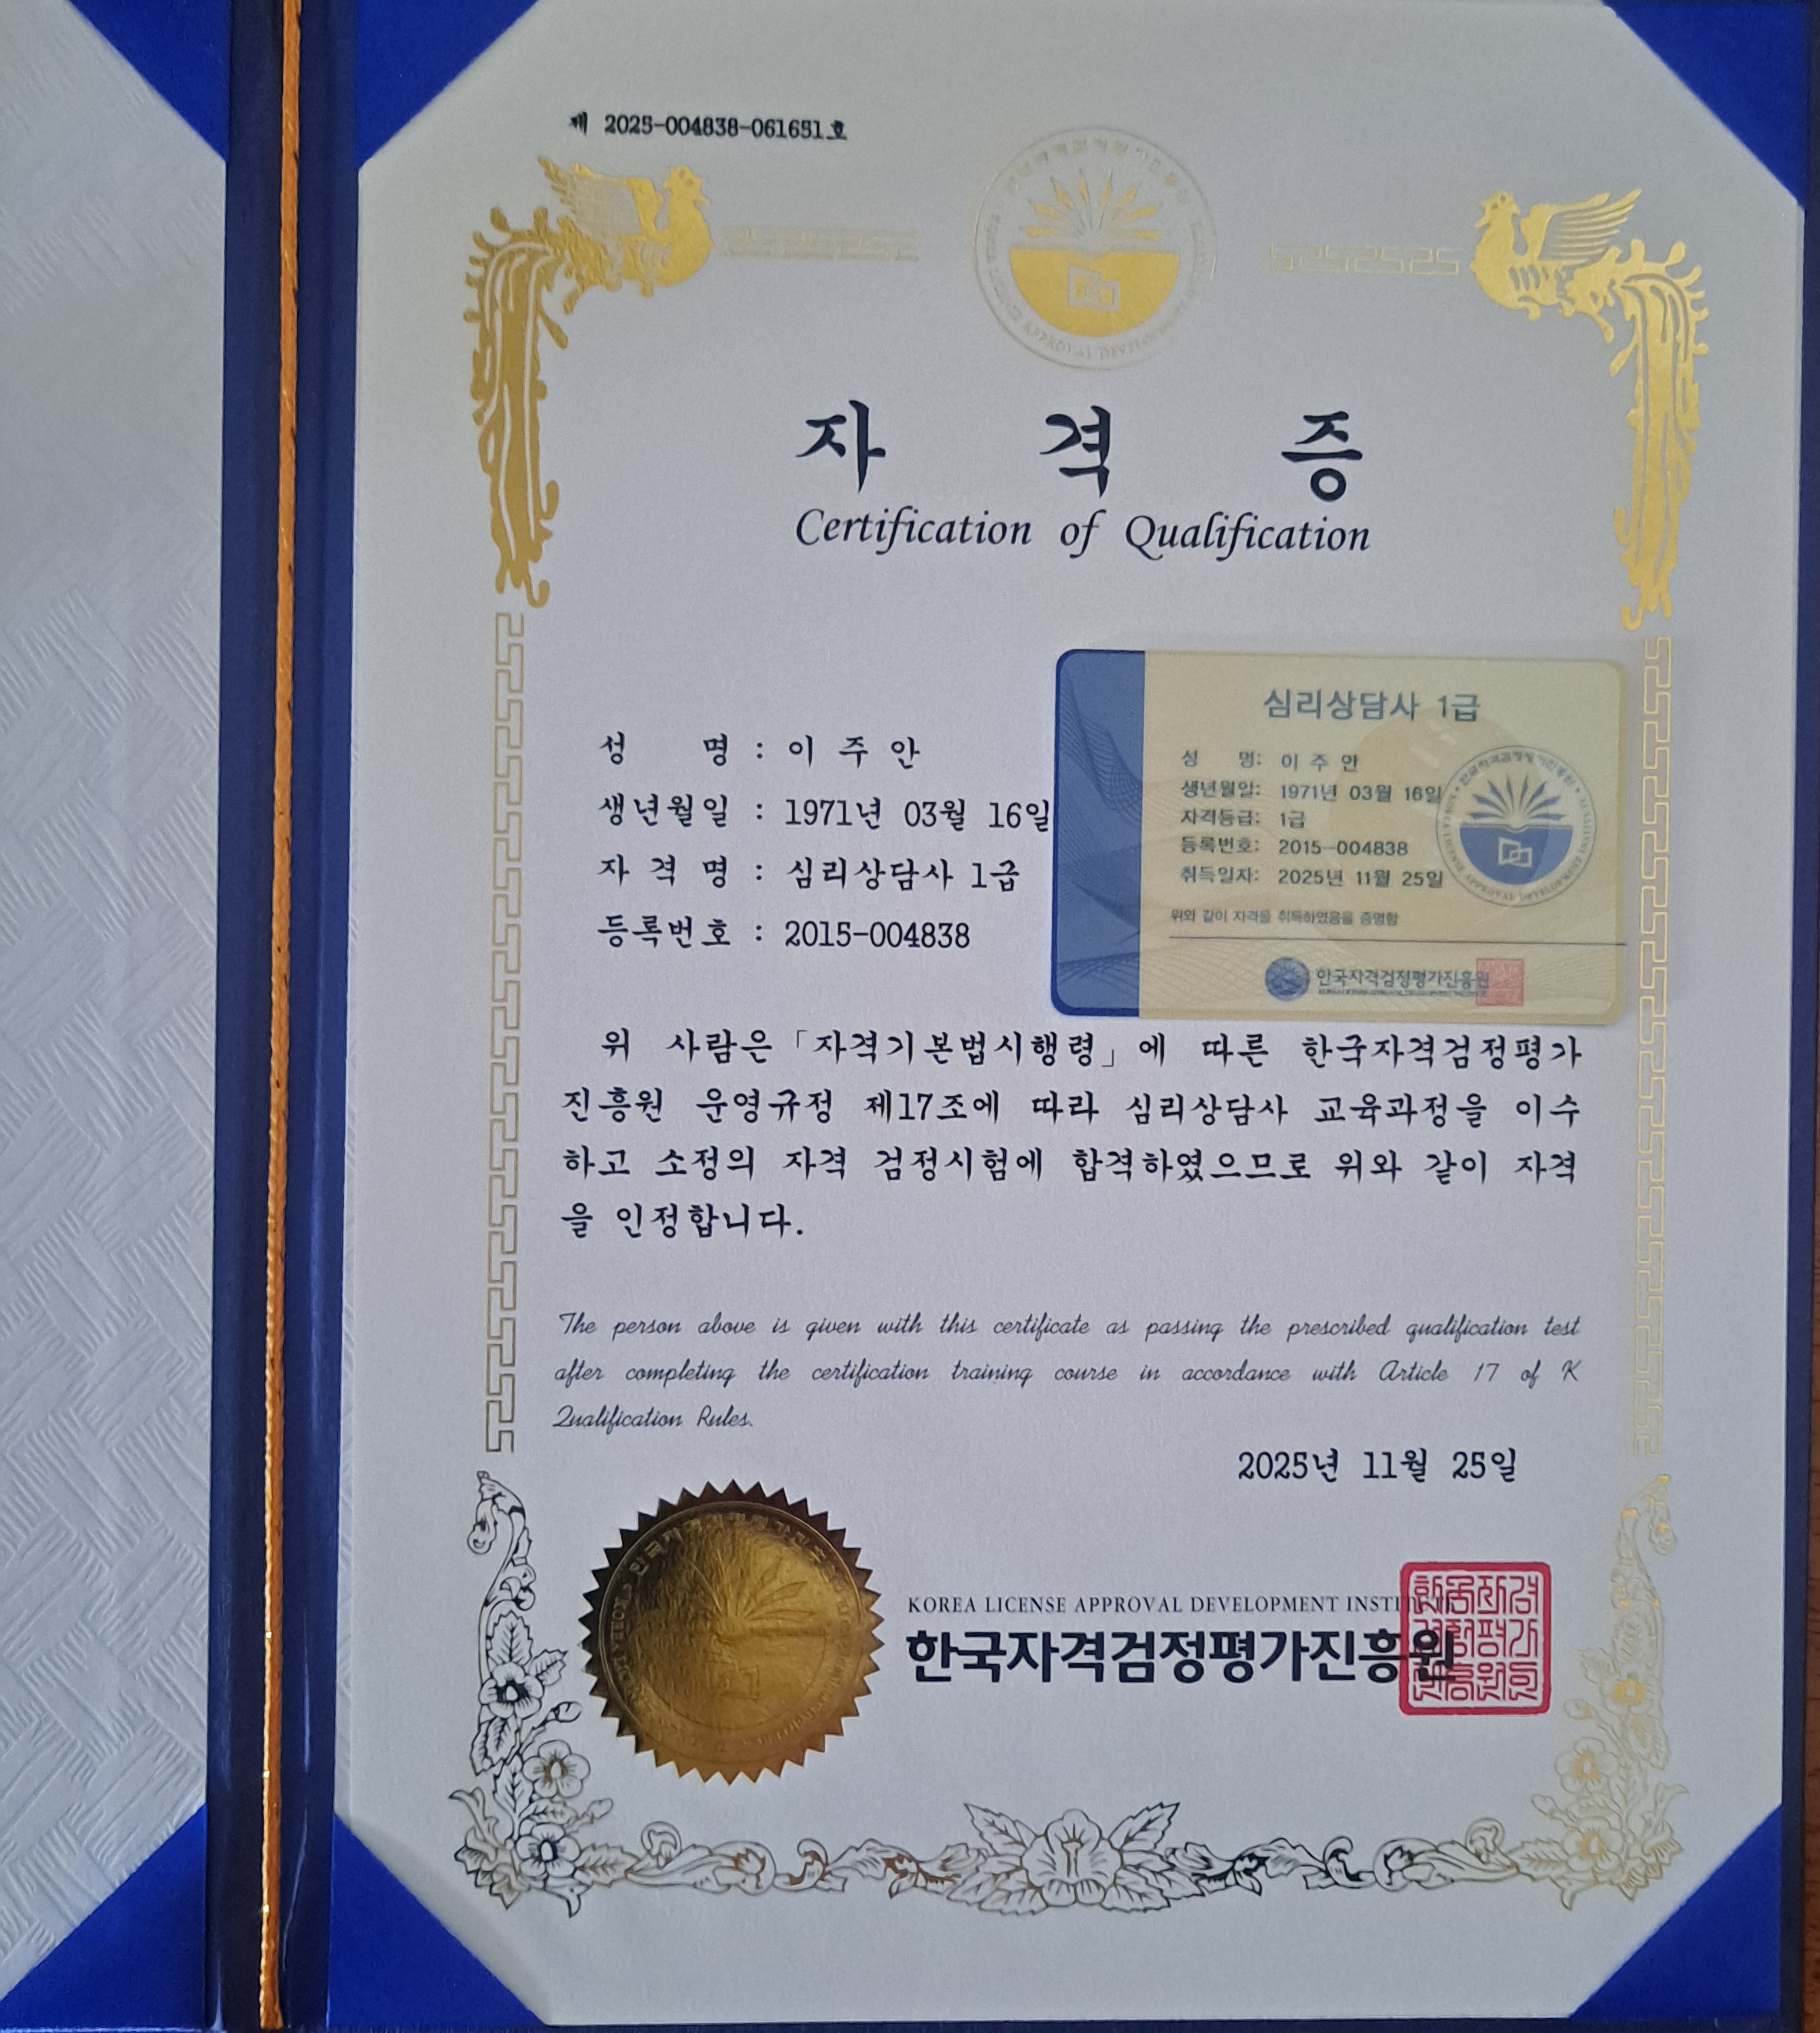 제 2025-004838-061651호
자 격 증
Certification of Qualification
성 명 : 이 주 안
생년월일 : 1971년 03월 16일
자 격 명 : 심리상담사 1급
등록번호 : 2015-004838
심리상담사 1급
성 명: 이 주 안
생년월일: 1971년 03월 16일
자격등급: 1급
등록번호: 2015-004838
취득일자: 2025년 11월 25일
위와 같이 자격을 취득하였음을 증명함
한국자격검정평가진흥원
위 사람은「자격기본법시행령」에 따른 한국자격검정평가
진흥원 운영규정 제17조에 따라 심리상담사 교육과정을 이수
하고 소정의 자격 검정시험에 합격하였으므로 위와 같이 자격
을 인정합니다.
The person above is given with this certificate as passing the prescribed qualification test
after completing the certification training course in accordance with Article 17 of K
Qualification Rules.
2025년 11월 25일
KOREA LICENSE APPROVAL DEVELOPMENT
한국자격검정평가진흥원